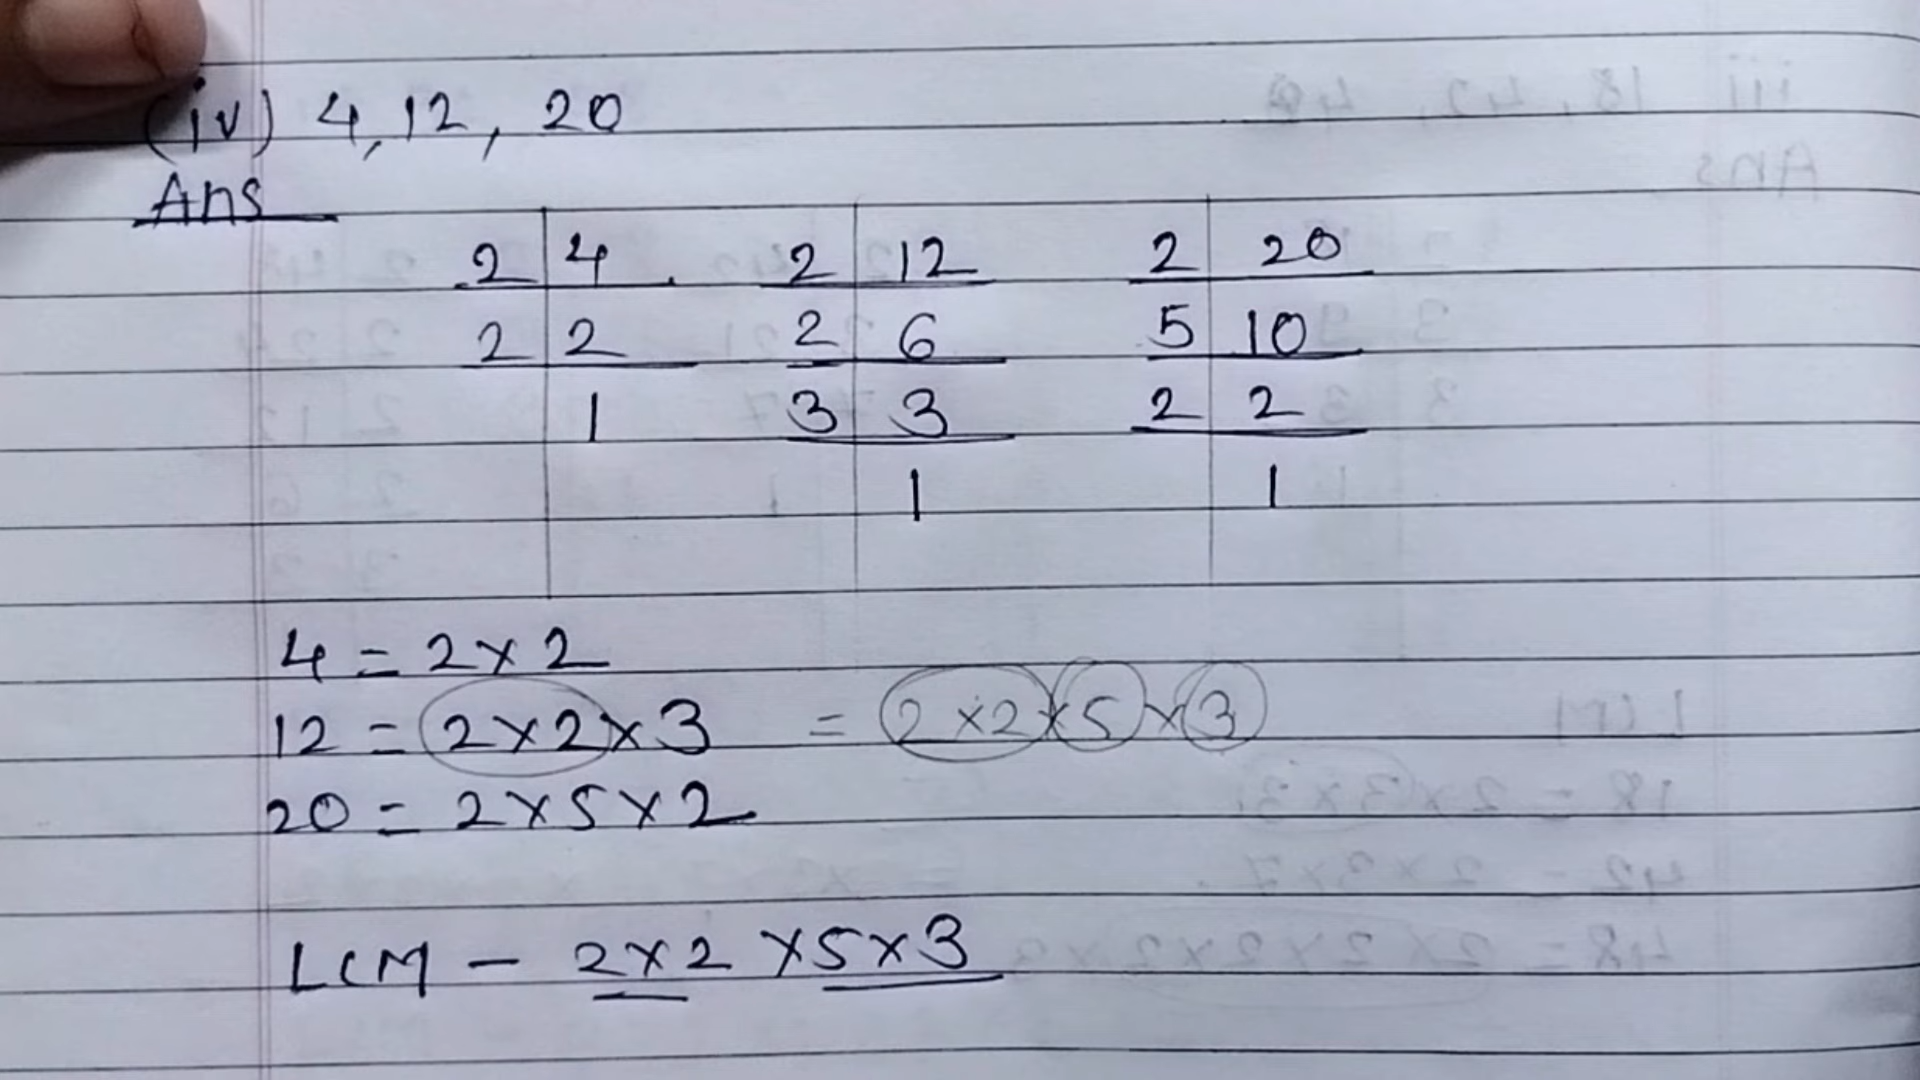 (iv) 4, 12, 20
Ans
2 4 2 12 2 20
2 2 2 6 5 10
1 3 3 2 2
1 1
4 = 2 × 2
12 = 2 × 2 × 3 = 2 × 2 × 5 × 3
20 = 2 × 5 × 2
LCM - 2 × 2 × 5 × 3